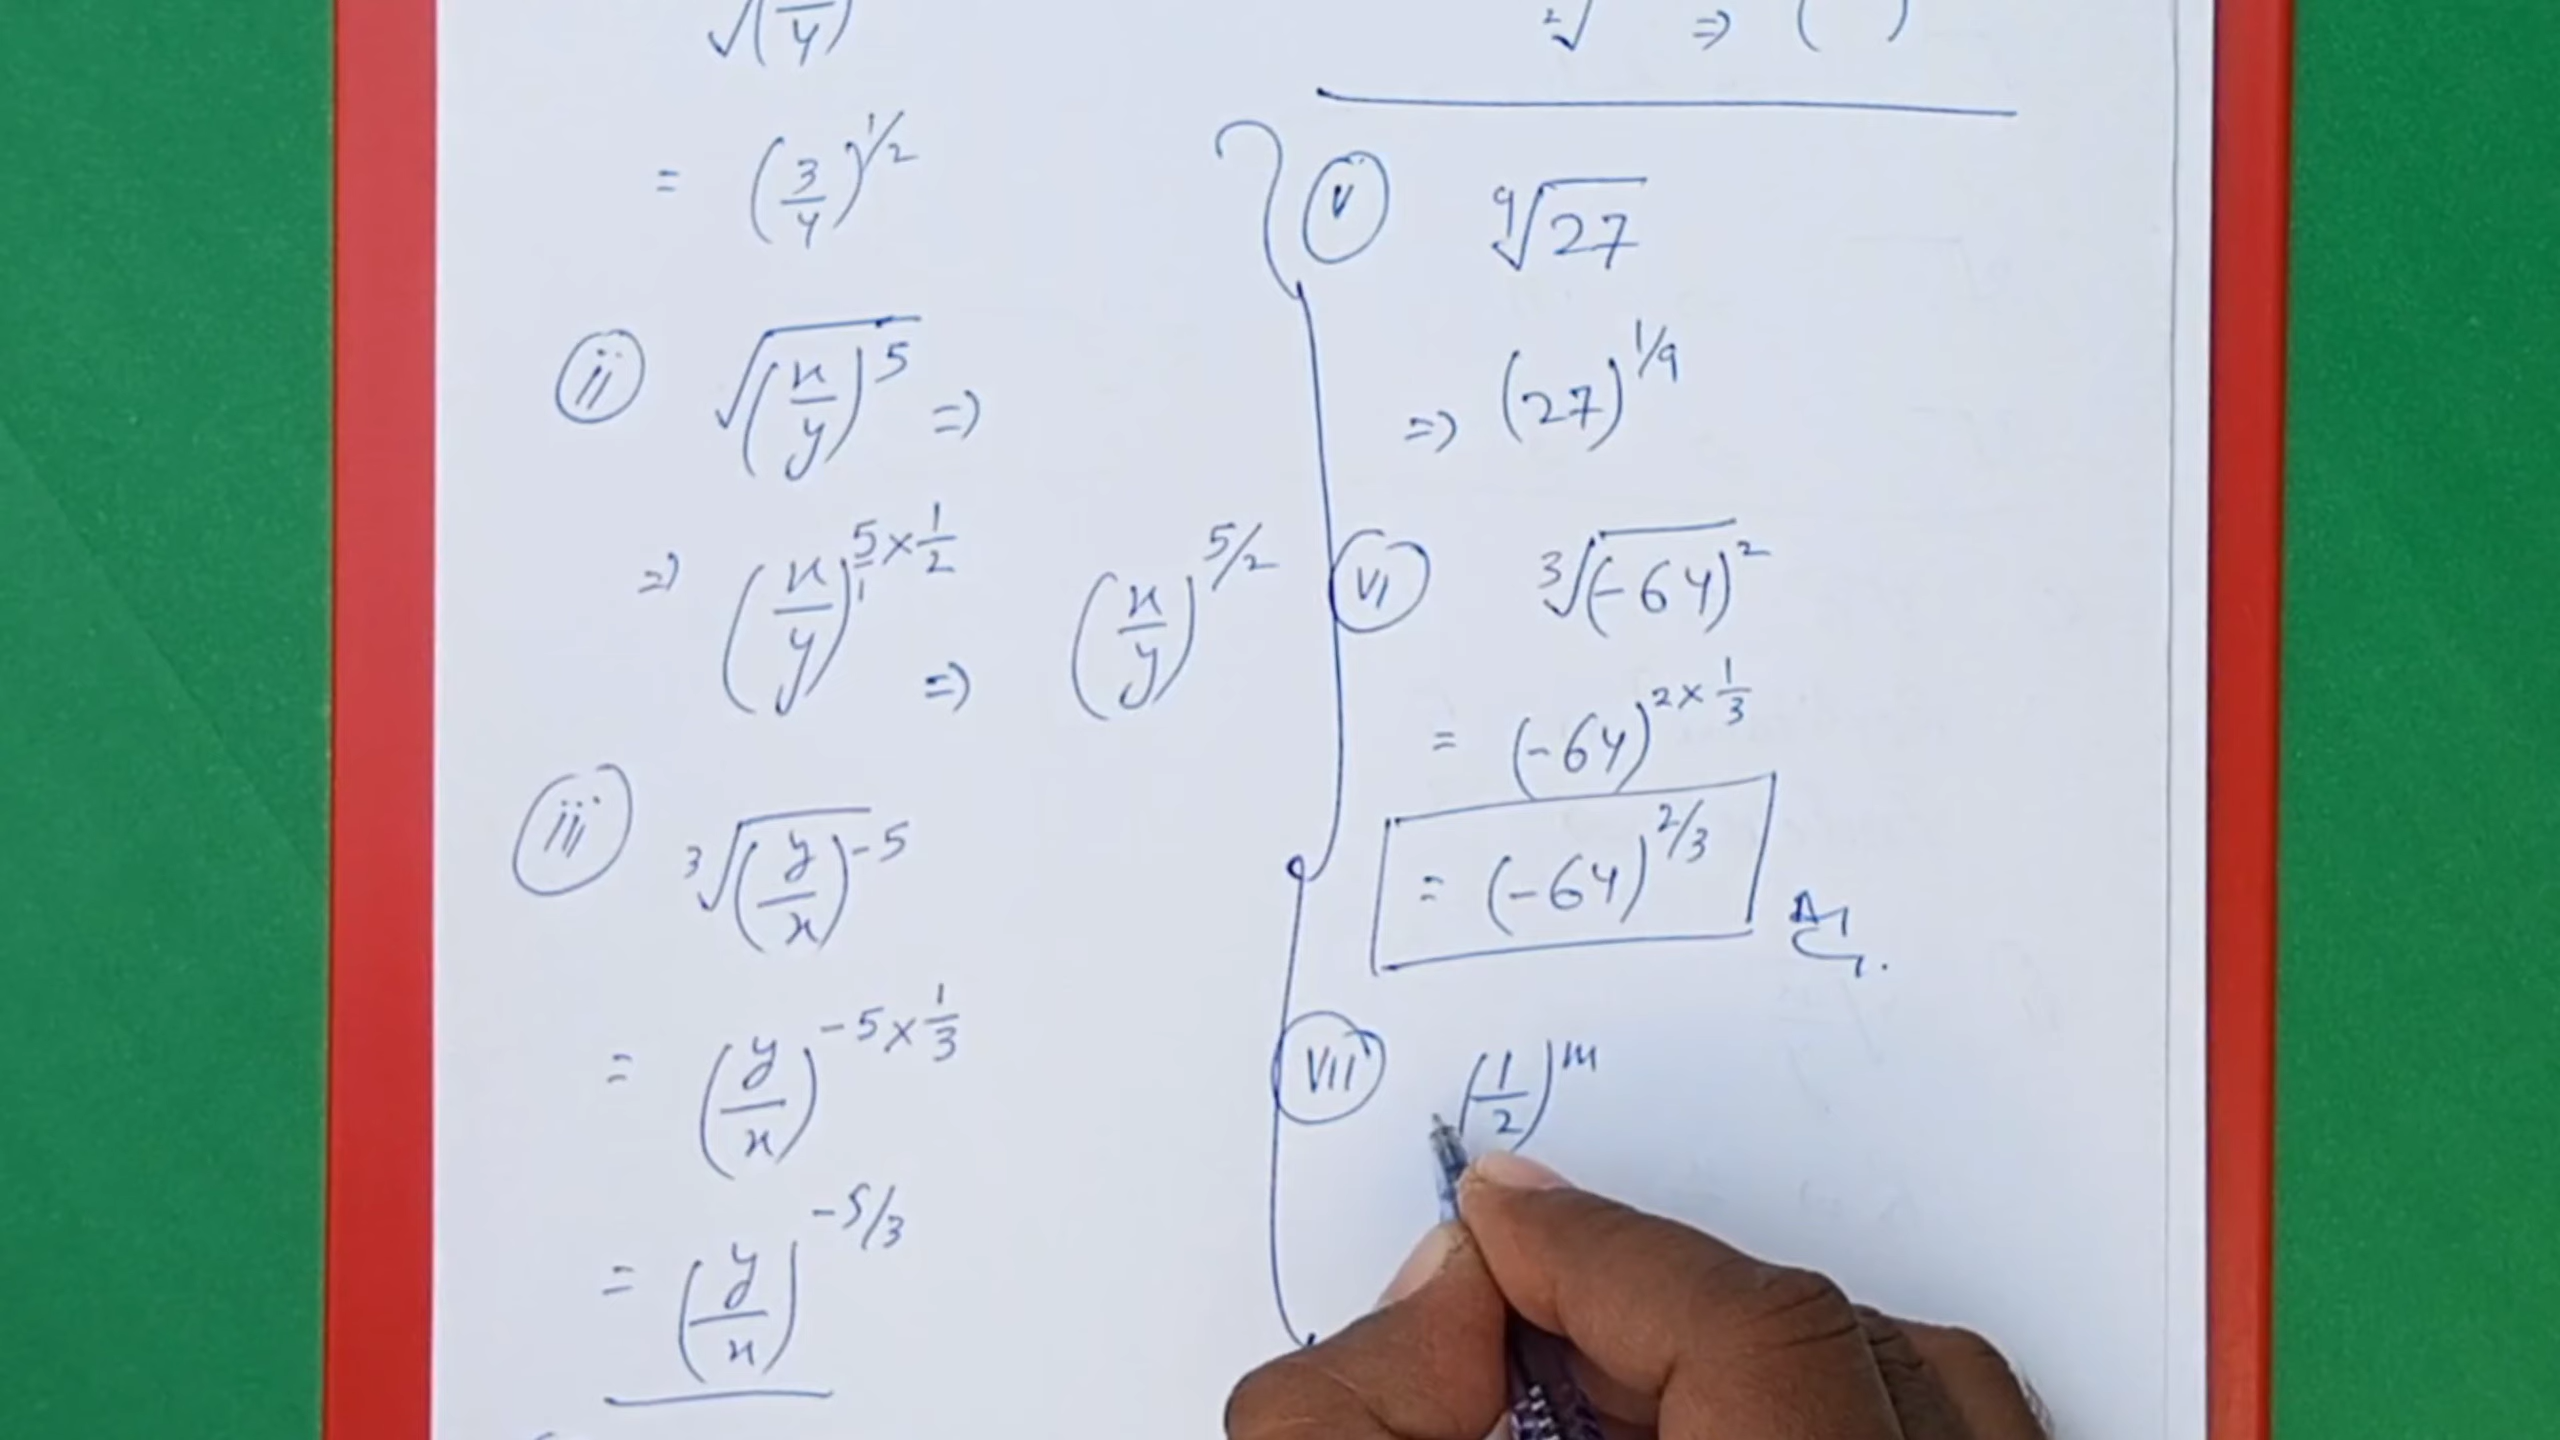 √(/4)
= (3/4)^1/2
ii √(x/y)^5 =>
=> (x/y)^5/1 × 1/2 => (x/y)^5/2
iii ³√(y/x)^-5
= (y/x)^-5 × 1/3
= (y/x)^-5/3
²√ => ( )
v ⁹√27
=> (27)^1/9
vi ³√(-64)^2
= (-64)^2 × 1/3
= (-64)^2/3
vii (1/2)^m